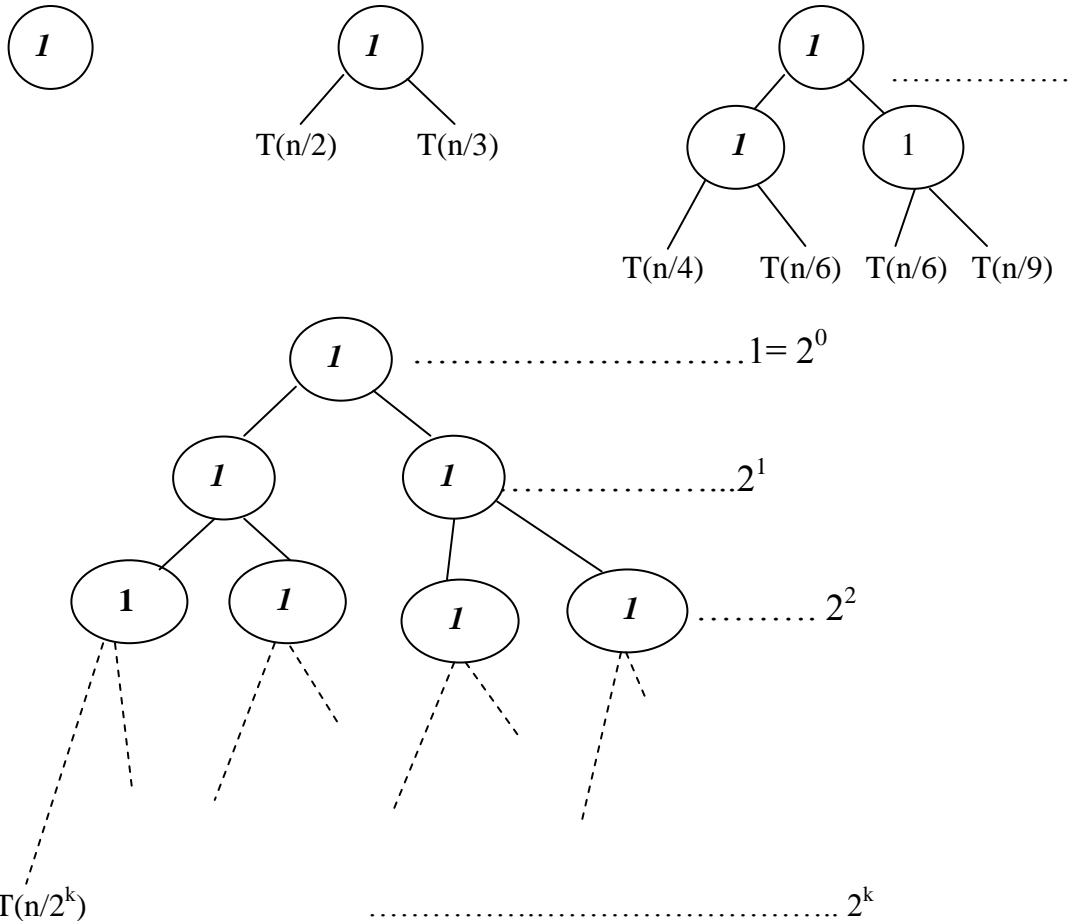 1 1 1 ………………
T(n/2) T(n/3) 1 1
T(n/4) T(n/6) T(n/6) T(n/9)
1 ………………………1= 2^0
1 1 ………………...2^1
1 1 1 1 ………. 2^2
T(n/2^k) …………………………………….. 2^k